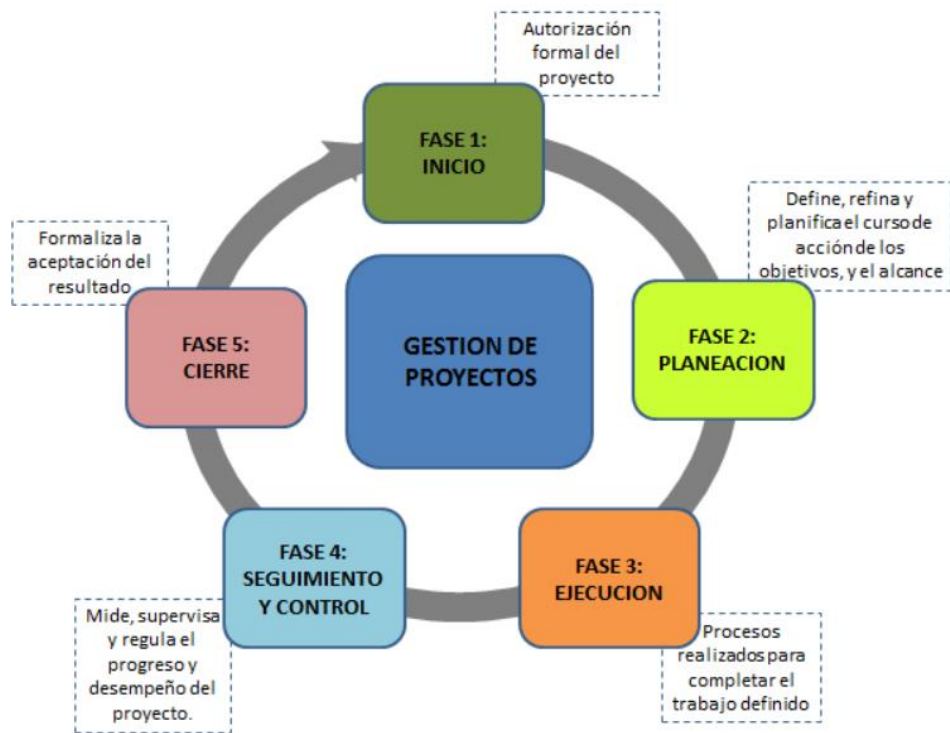 Autorización
formal del
proyecto
FASE 1:
INICIO
Define, refina y
planifica el curso de
acción de los
objetivos, y el alcance
FASE 2:
PLANEACION
Procesos
realizados para
completar el
trabajo definido
FASE 3:
EJECUCION
Mide, supervisa
y regula el
progreso y
desempeño del
proyecto.
FASE 4:
SEGUIMIENTO
Y CONTROL
Formaliza la
aceptación del
resultado
FASE 5:
CIERRE
GESTION DE
PROYECTOS